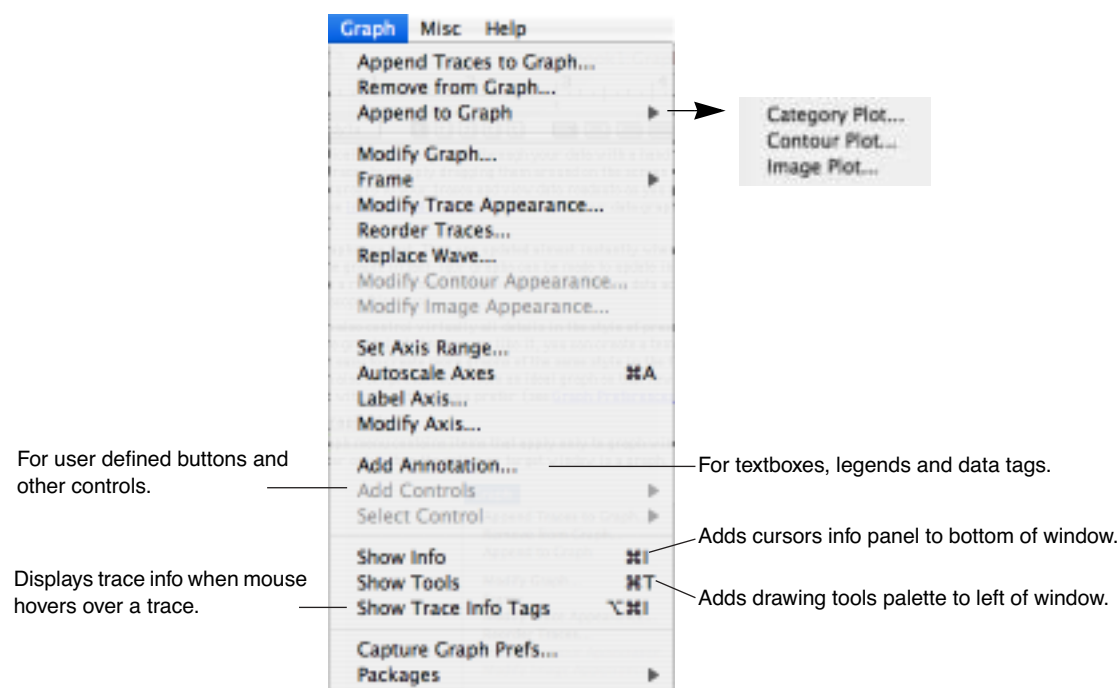 Graph Misc Help
Append Traces to Graph...
Remove from Graph...
Append to Graph
Category Plot...
Contour Plot...
Image Plot...
Modify Graph...
Frame
Modify Trace Appearance...
Reorder Traces...
Replace Wave...
Modify Contour Appearance...
Modify Image Appearance...
Set Axis Range...
Autoscale Axes ⌘A
Label Axis...
Modify Axis...
For user defined buttons and
other controls.
Add Annotation...
For textboxes, legends and data tags.
Add Controls
Select Control
Show Info ⌘I
Adds cursors info panel to bottom of window.
Show Tools ⌘T
Adds drawing tools palette to left of window.
Displays trace info when mouse
hovers over a trace.
Show Trace Info Tags ⌥⌘I
Capture Graph Prefs...
Packages